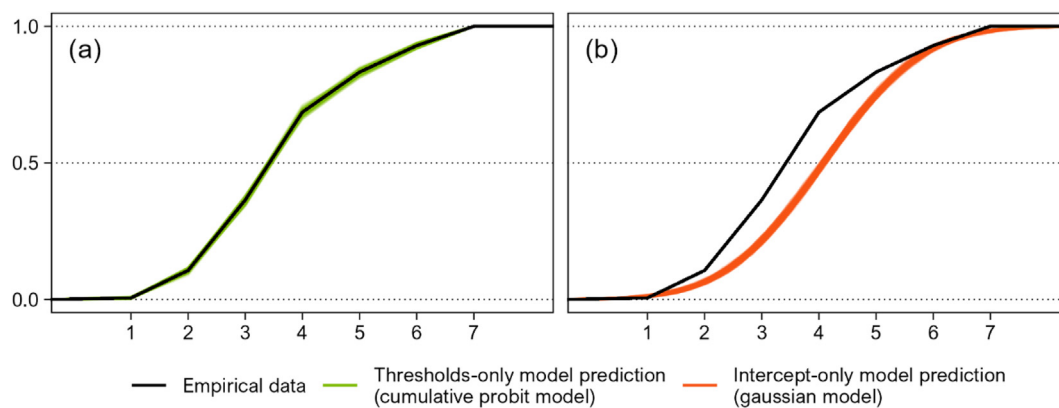 1.0
0.5
0.0
(a)
1 2 3 4 5 6 7
(b)
1 2 3 4 5 6 7
Empirical data
Thresholds-only model prediction
(cumulative probit model)
Intercept-only model prediction
(gaussian model)